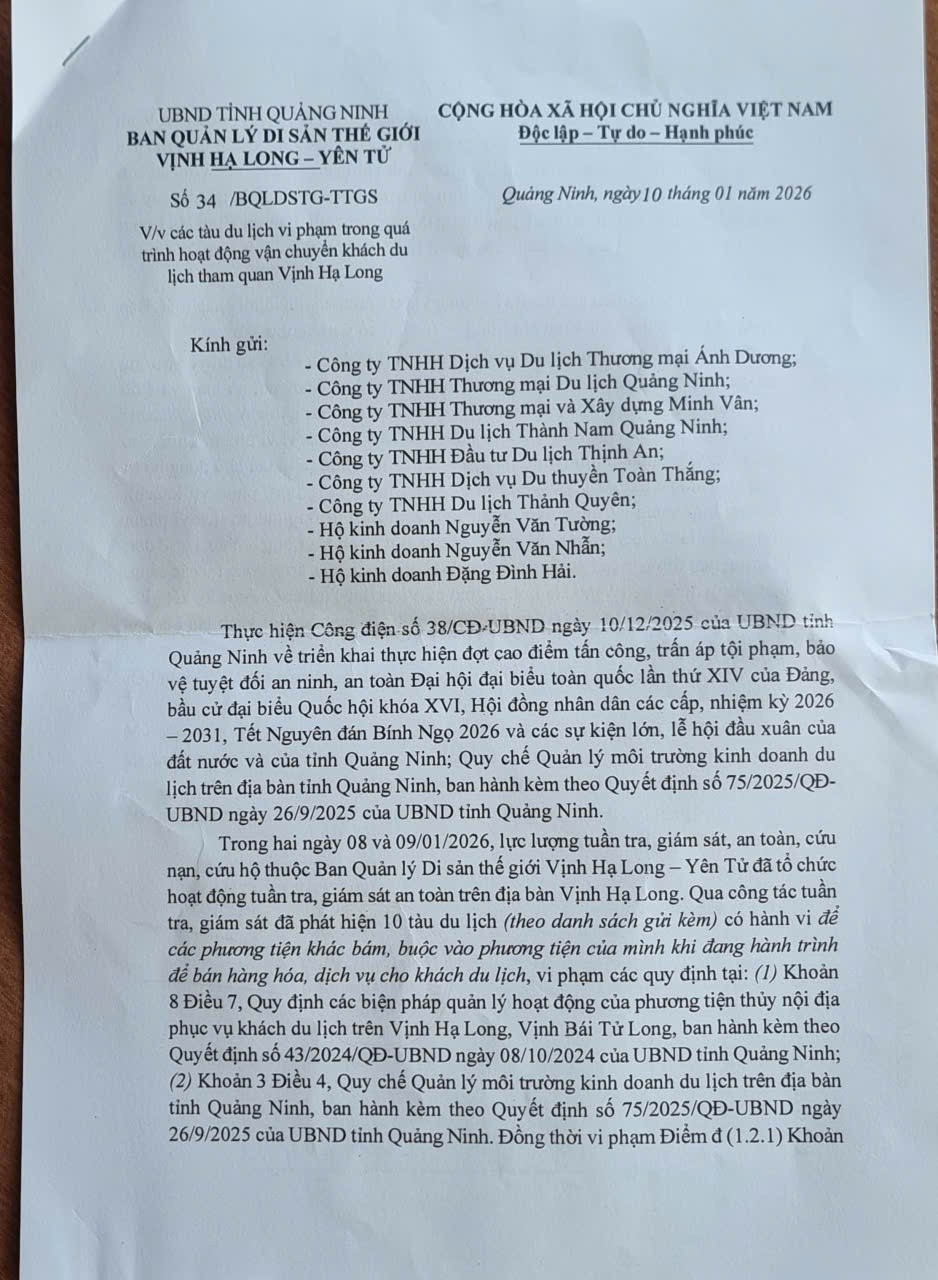 UBND TỈNH QUẢNG NINH
BAN QUẢN LÝ DI SẢN THẾ GIỚI
VỊNH HẠ LONG – YÊN TỬ
CỘNG HÒA XÃ HỘI CHỦ NGHĨA VIỆT NAM
Độc lập – Tự do – Hạnh phúc
Số 34 /BQLDSTG-TTGS
Quảng Ninh, ngày 10 tháng 01 năm 2026
V/v các tàu du lịch vi phạm trong quá
trình hoạt động vận chuyển khách du
lịch tham quan Vịnh Hạ Long
Kính gửi:
- Công ty TNHH Dịch vụ Du lịch Thương mại Ánh Dương;
- Công ty TNHH Thương mại Du lịch Quảng Ninh;
- Công ty TNHH Thương mại và Xây dựng Minh Vân;
- Công ty TNHH Du lịch Thành Nam Quảng Ninh;
- Công ty TNHH Đầu tư Du lịch Thịnh An;
- Công ty TNHH Dịch vụ Du thuyền Toàn Thắng;
- Công ty TNHH Du lịch Thảnh Quyên;
- Hộ kinh doanh Nguyễn Văn Tường;
- Hộ kinh doanh Nguyễn Văn Nhẫn;
- Hộ kinh doanh Đặng Đình Hải.
Thực hiện Công điện số 38/CĐ-UBND ngày 10/12/2025 của UBND tỉnh
Quảng Ninh về triển khai thực hiện đợt cao điểm tấn công, trấn áp tội phạm, bảo
vệ tuyệt đối an ninh, an toàn Đại hội đại biểu toàn quốc lần thứ XIV của Đảng,
bầu cử đại biểu Quốc hội khóa XVI, Hội đồng nhân dân các cấp, nhiệm kỳ 2026
– 2031, Tết Nguyên đán Bính Ngọ 2026 và các sự kiện lớn, lễ hội đầu xuân của
đất nước và của tỉnh Quảng Ninh; Quy chế Quản lý môi trường kinh doanh du
lịch trên địa bàn tỉnh Quảng Ninh, ban hành kèm theo Quyết định số 75/2025/QĐ-
UBND ngày 26/9/2025 của UBND tỉnh Quảng Ninh.
Trong hai ngày 08 và 09/01/2026, lực lượng tuần tra, giám sát, an toàn, cứu
nạn, cứu hộ thuộc Ban Quản lý Di sản thế giới Vịnh Hạ Long – Yên Tử đã tổ chức
hoạt động tuần tra, giám sát an toàn trên địa bàn Vịnh Hạ Long. Qua công tác tuần
tra, giám sát đã phát hiện 10 tàu du lịch (theo danh sách gửi kèm) có hành vi để
các phương tiện khác bám, buộc vào phương tiện của mình khi đang hành trình
để bán hàng hóa, dịch vụ cho khách du lịch, vi phạm các quy định tại: (1) Khoản
8 Điều 7, Quy định các biện pháp quản lý hoạt động của phương tiện thủy nội địa
phục vụ khách du lịch trên Vịnh Hạ Long, Vịnh Bái Tử Long, ban hành kèm theo
Quyết định số 43/2024/QĐ-UBND ngày 08/10/2024 của UBND tỉnh Quảng Ninh;
(2) Khoản 3 Điều 4, Quy chế Quản lý môi trường kinh doanh du lịch trên địa bàn
tỉnh Quảng Ninh, ban hành kèm theo Quyết định số 75/2025/QĐ-UBND ngày
26/9/2025 của UBND tỉnh Quảng Ninh. Đồng thời vi phạm Điểm đ (1.2.1) Khoản